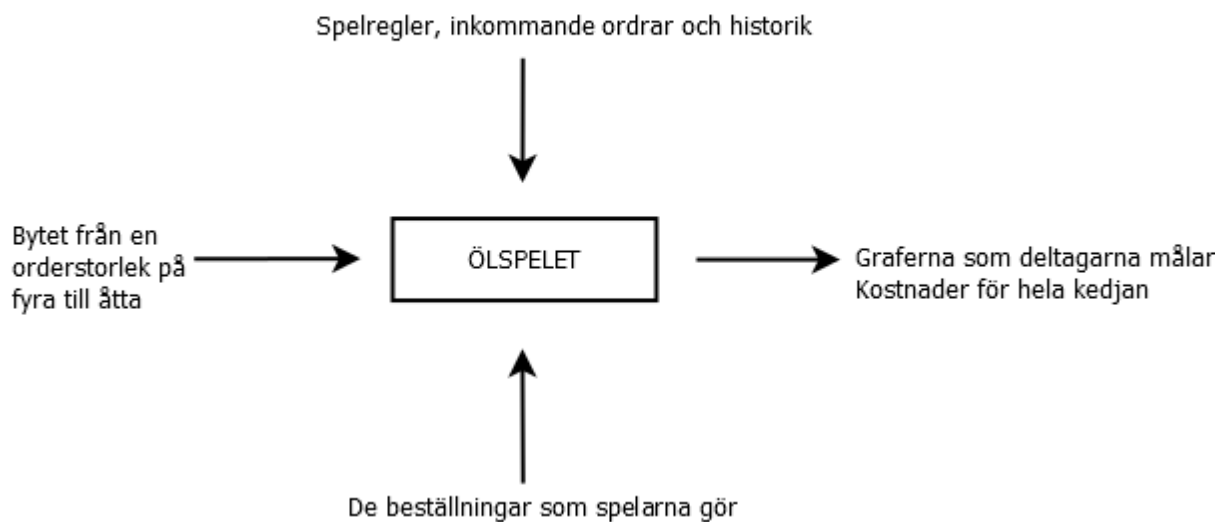 Spelregler, inkommande ordrar och historik
Bytet från en
orderstorlek på
fyra till åtta
ÖLSPELET
Graferna som deltagarna målar
Kostnader för hela kedjan
De beställningar som spelarna gör